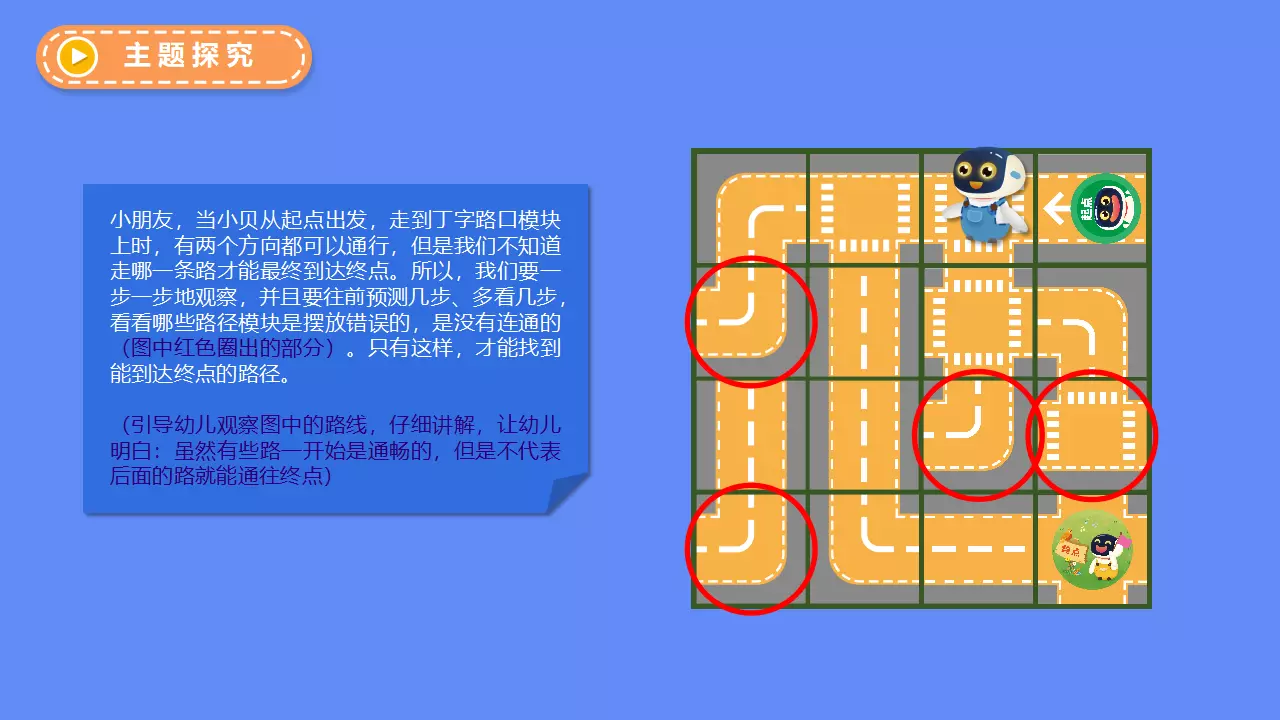 主题探究
小朋友，当小贝从起点出发，走到丁字路口模块
上时，有两个方向都可以通行，但是我们不知道
走哪一条路才能最终到达终点。所以，我们要一
步一步地观察，并且要往前预测几步、多看几步，
看看哪些路径模块是摆放错误的，是没有连通的
（图中红色圈出的部分）。只有这样，才能找到
能到达终点的路径。
（引导幼儿观察图中的路线，仔细讲解，让幼儿
明白：虽然有些路一开始是通畅的，但是不代表
后面的路就能通往终点）
起点
终点